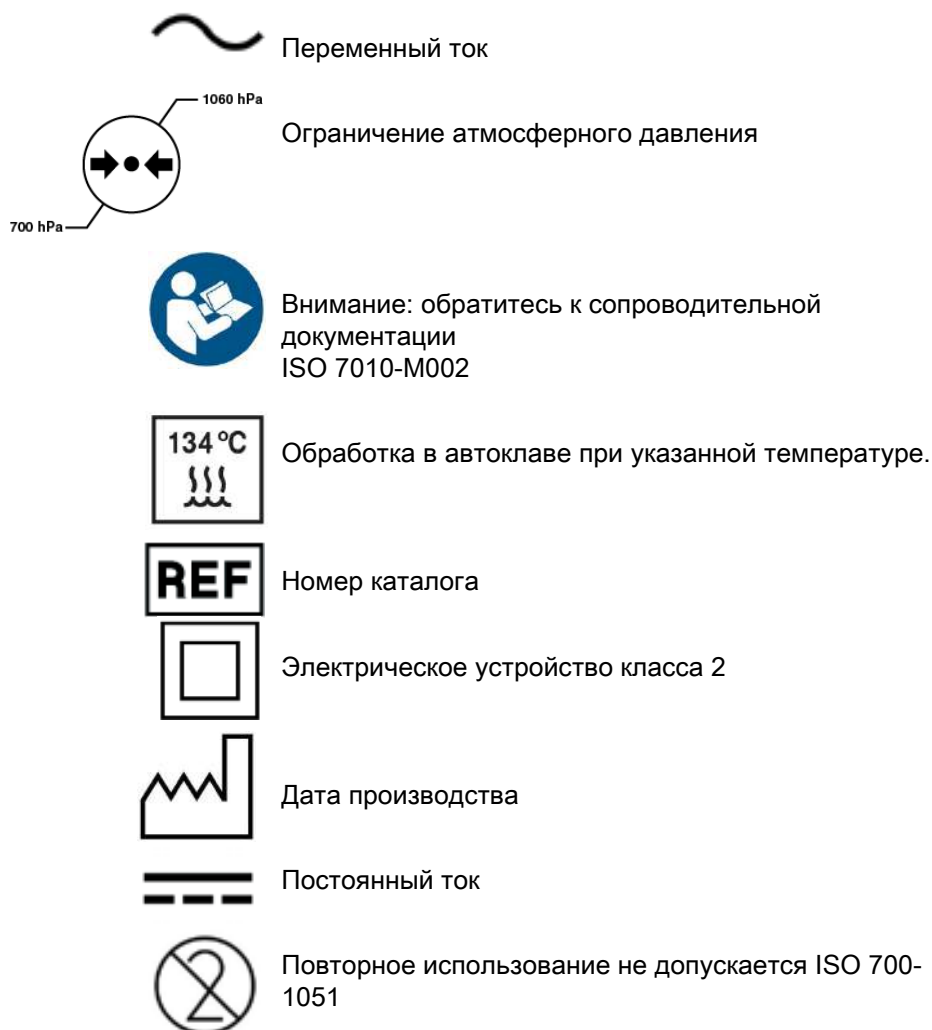 Переменный ток
1060 hPa
Ограничение атмосферного давления
700 hPa
Внимание: обратитесь к сопроводительной
документации
ISO 7010-M002
134 °C
Обработка в автоклаве при указанной температуре.
REF
Номер каталога
Электрическое устройство класса 2
Дата производства
Постоянный ток
2
Повторное использование не допускается ISO 700-
1051